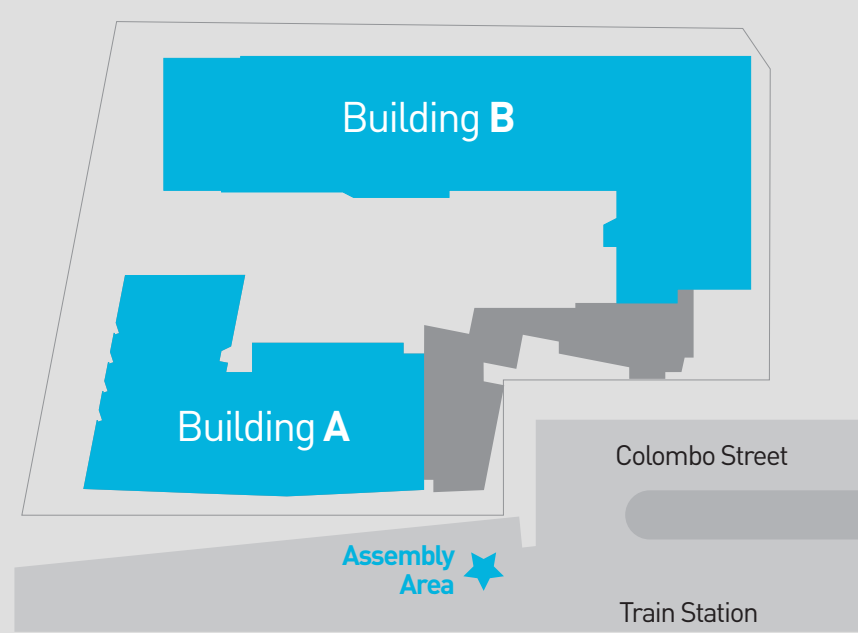 Building B
Building A
Colombo Street
Assembly
Area
Train Station